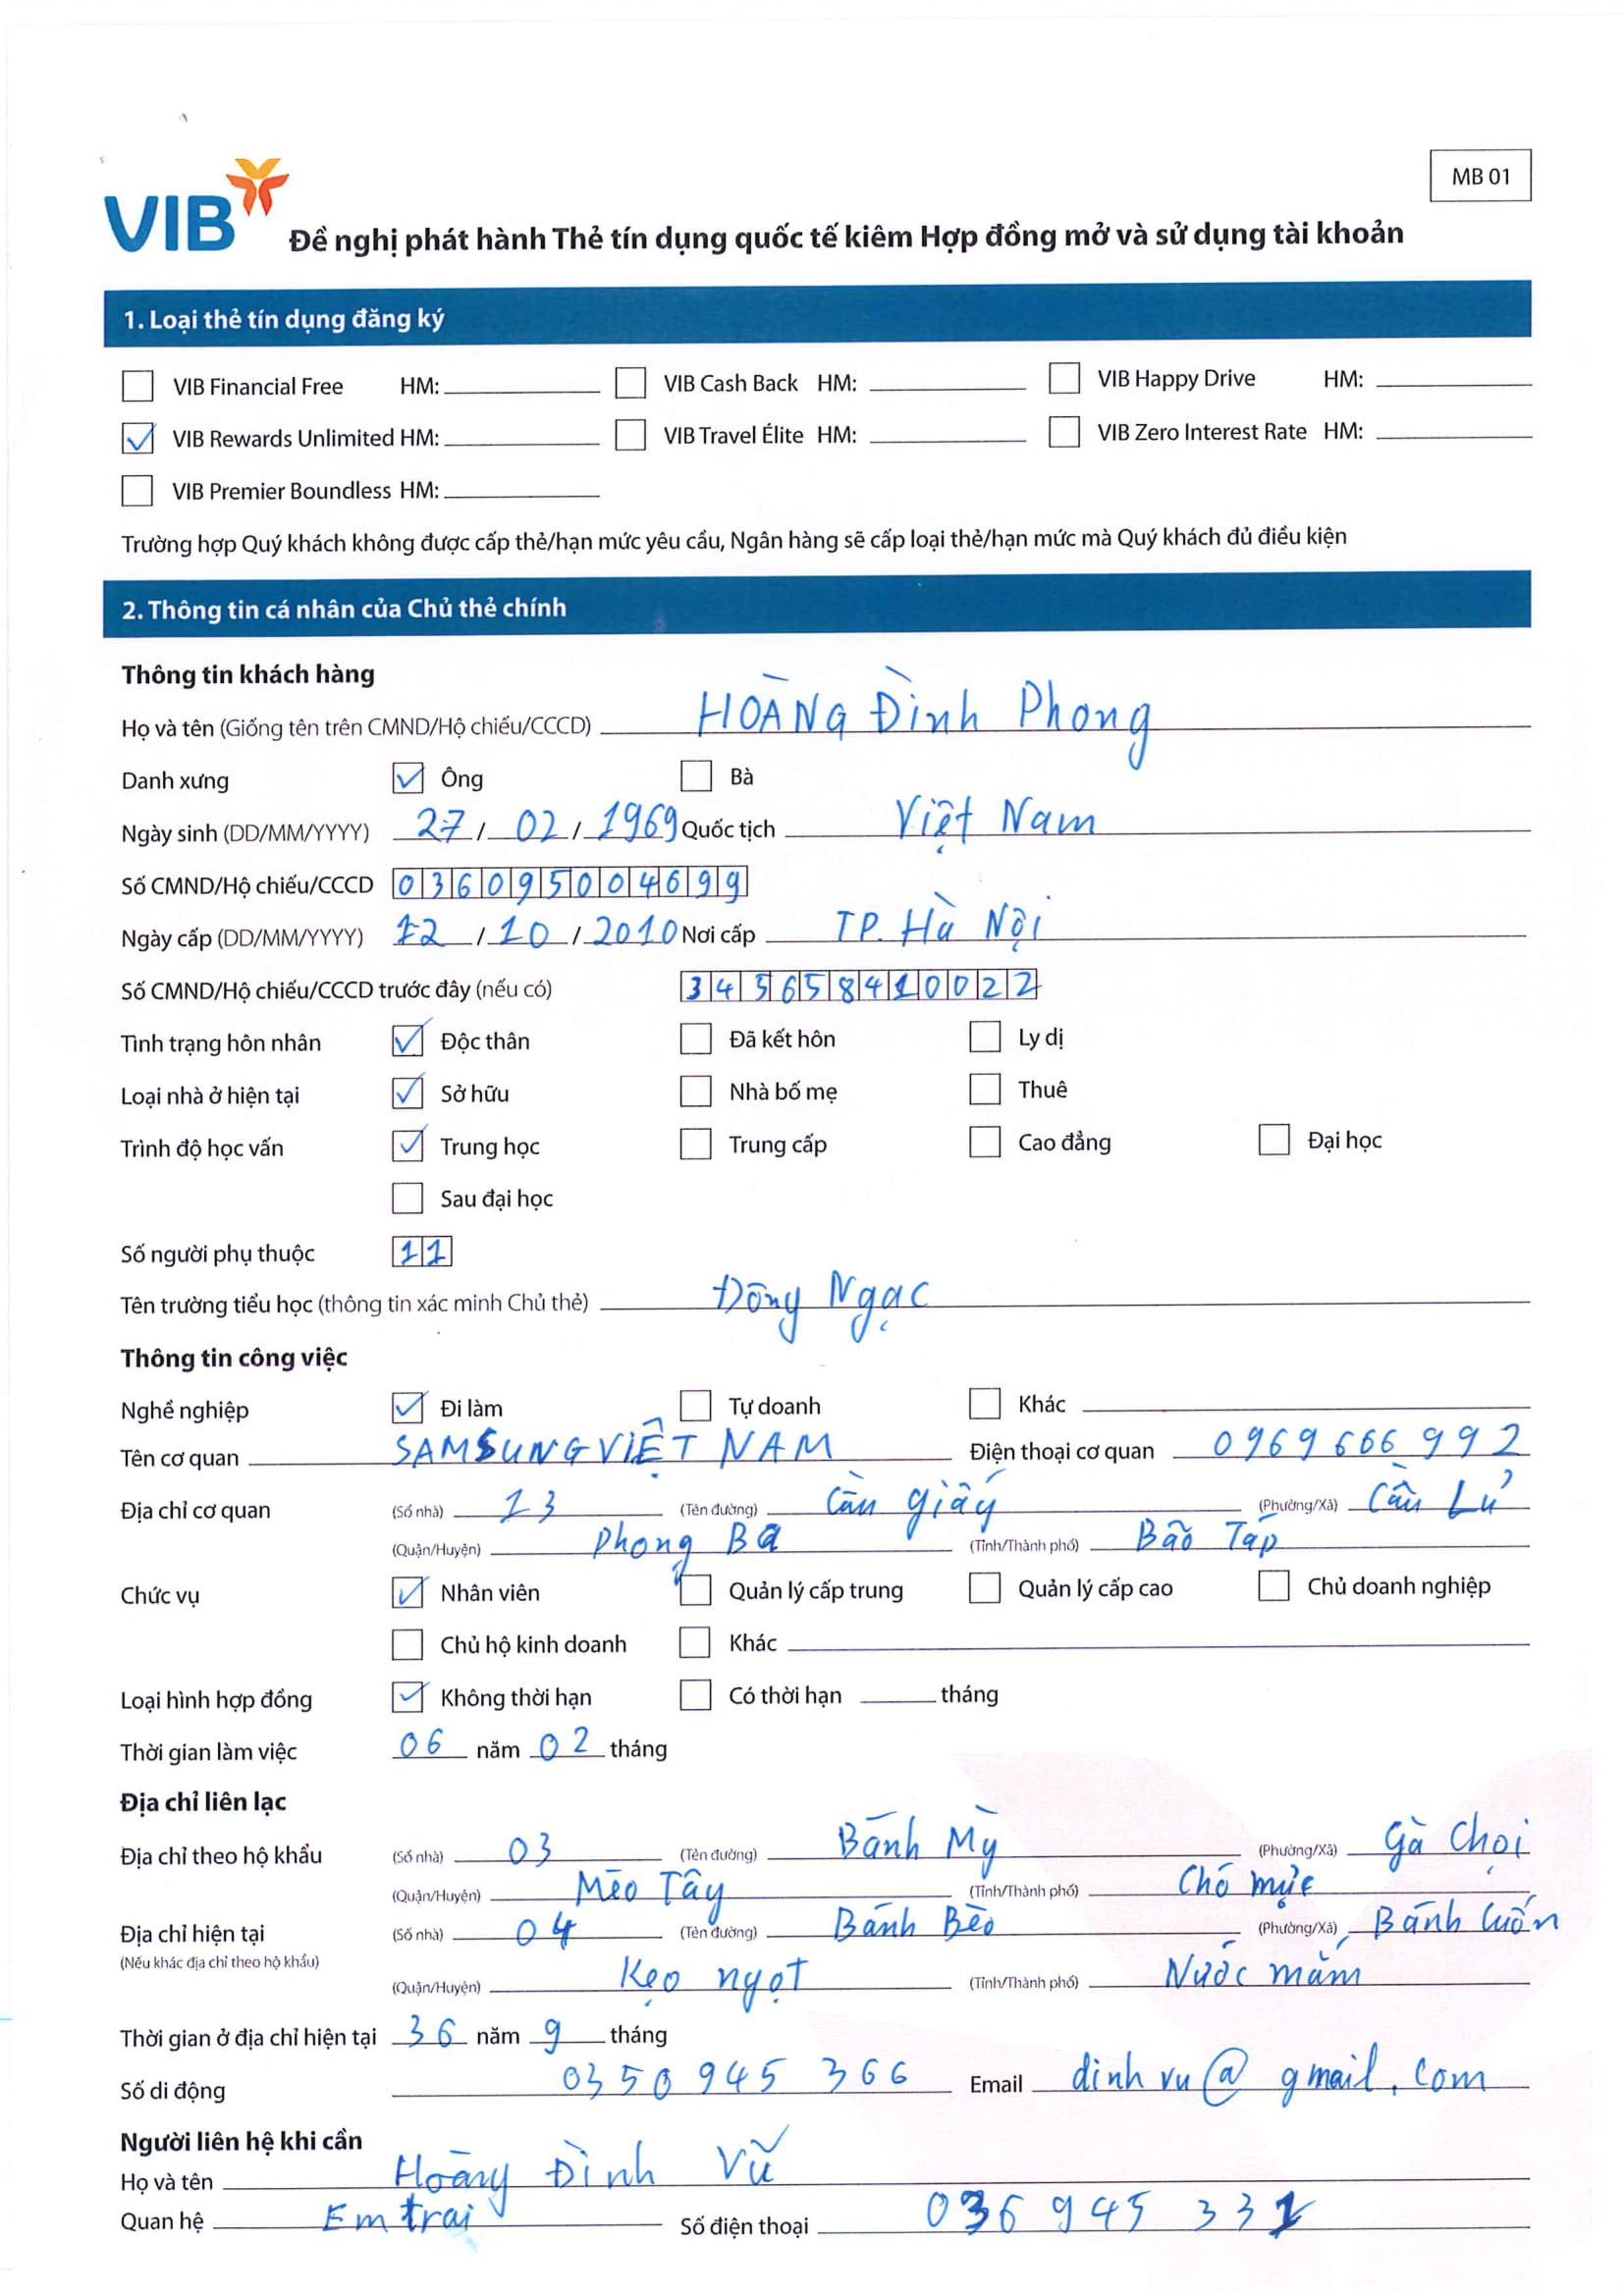 MB 01
VIB
Đề nghị phát hành Thẻ tín dụng quốc tế kiêm Hợp đồng mở và sử dụng tài khoản
1. Loại thẻ tín dụng đăng ký
VIB Financial Free HM: VIB Cash Back HM: VIB Happy Drive HM:
VIB Rewards Unlimited HM: VIB Travel Élite HM: VIB Zero Interest Rate HM:
VIB Premier Boundless HM:
Trường hợp Quý khách không được cấp thẻ/hạn mức yêu cầu, Ngân hàng sẽ cấp loại thẻ/hạn mức mà Quý khách đủ điều kiện
2. Thông tin cá nhân của Chủ thẻ chính
Thông tin khách hàng
Họ và tên (Giống tên trên CMND/Hộ chiếu/CCCD) HOÀNG Đình Phong
Danh xưng Ông Bà
Ngày sinh (DD/MM/YYYY) 27 / 02 / 1969 Quốc tịch Việt Nam
Số CMND/Hộ chiếu/CCCD 036095004699
Ngày cấp (DD/MM/YYYY) 12 / 10 / 2010 Nơi cấp TP. Hà Nội
Số CMND/Hộ chiếu/CCCD trước đây (nếu có) 345658410022
Tình trạng hôn nhân Độc thân Đã kết hôn Ly dị
Loại nhà ở hiện tại Sở hữu Nhà bố mẹ Thuê
Trình độ học vấn Trung học Trung cấp Cao đẳng Đại học
Sau đại học
Số người phụ thuộc 11
Tên trường tiểu học (thông tin xác minh Chủ thẻ) Đông Ngạc
Thông tin công việc
Nghề nghiệp Đi làm Tự doanh Khác
Tên cơ quan SAMSUNG VIỆT NAM Điện thoại cơ quan 0969666992
Địa chỉ cơ quan (Số nhà) 13 (Tên đường) Cần giấy (Phường/Xã) Cầu Lử
(Quận/Huyện) Phong Ba (Tỉnh/Thành phố) Bão Táp
Chức vụ Nhân viên Quản lý cấp trung Quản lý cấp cao Chủ doanh nghiệp
Chủ hộ kinh doanh Khác
Loại hình hợp đồng Không thời hạn Có thời hạn tháng
Thời gian làm việc 06 năm 02 tháng
Địa chỉ liên lạc
Địa chỉ theo hộ khẩu (Số nhà) 03 (Tên đường) Bánh Mỳ (Phường/Xã) Gà Chọi
(Quận/Huyện) Mèo Tây (Tỉnh/Thành phố) Chó mực
Địa chỉ hiện tại (Số nhà) 04 (Tên đường) Bánh Bèo (Phường/Xã) Bánh Cuốn
(Nếu khác địa chỉ theo hộ khẩu)
(Quận/Huyện) Kẹo ngọt (Tỉnh/Thành phố) Nước mắm
Thời gian ở địa chỉ hiện tại 36 năm 9 tháng
Số di động 0350945 366 Email dinhvu@gmail.com
Người liên hệ khi cần
Họ và tên Hoàng Đình Vũ
Quan hệ Em trai Số điện thoại 036 945 331